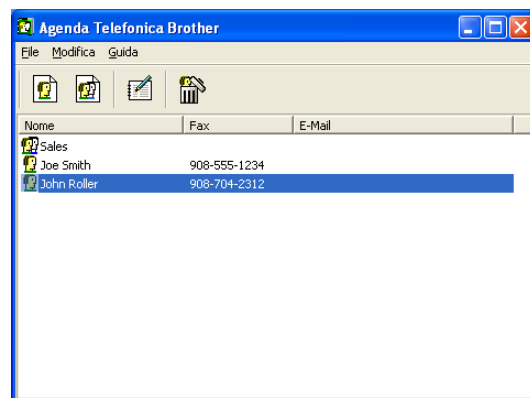 Agenda Telefonica Brother
File Modifica Guida
Nome Fax E-Mail
Sales
Joe Smith 908-555-1234
John Roller 908-704-2312